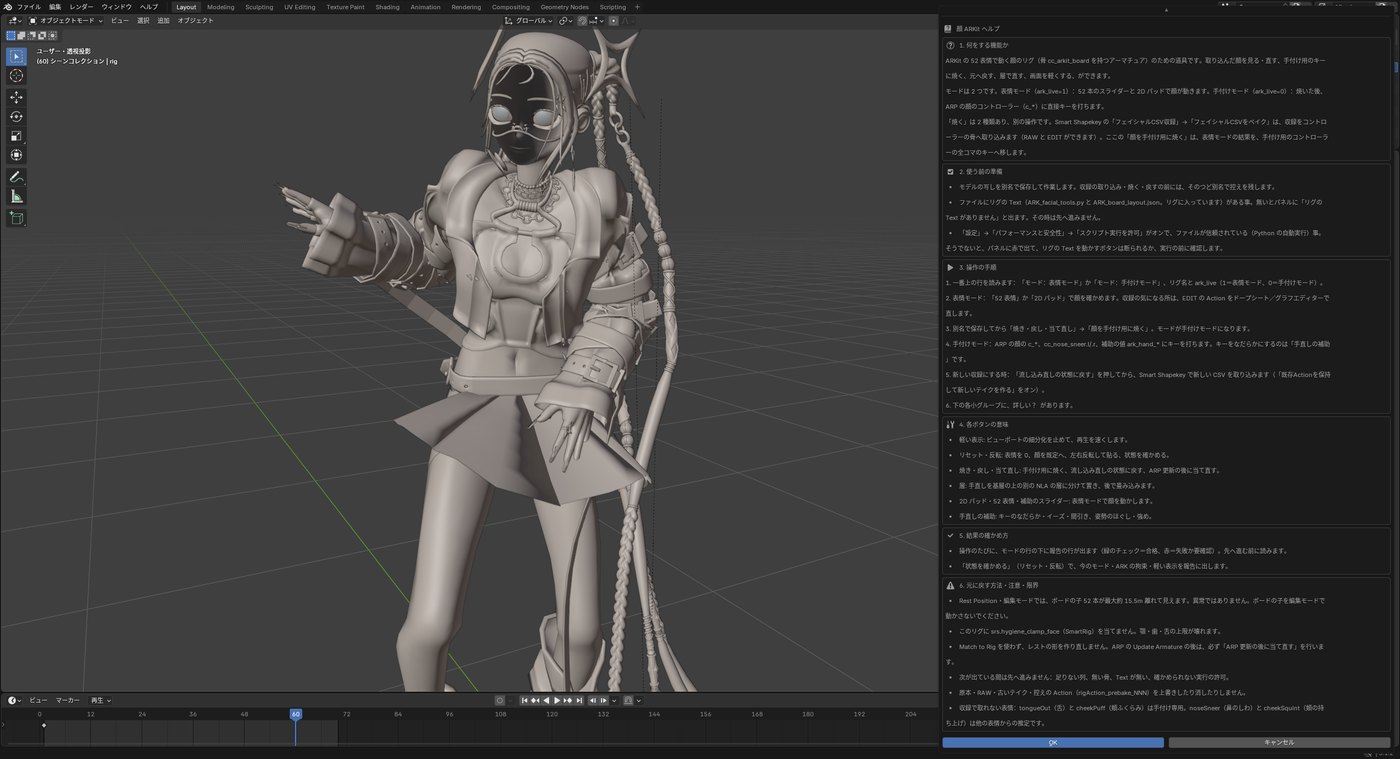 ファイル 編集 レンダー ウィンドウ ヘルプ Layout Modeling Sculpting UV Editing Texture Paint Shading Animation Rendering Compositing Geometry Nodes Scripting +
オブジェクトモード ビュー 選択 追加 オブジェクト グローバル
ユーザー・透視投影
(60) シーンコレクション | rig
顔 ARKit ヘルプ
1. 何をする機能か
ARKit の 52 表情で動く顔のリグ（骨 cc_arkit_board を持つアーマチュア）のための道具です。取り込んだ顔を見る・直す、手付け用のキー
に焼く、元へ戻す、層で直す、画面を軽くする、ができます。
モードは 2 つです。表情モード（ark_live=1）：52 本のスライダーと 2D パッドで顔が動きます。手付けモード（ark_live=0）：焼いた後、
ARP の顔のコントローラー（c_*）に直接キーを打ちます。
「焼く」は 2 種類あり、別の操作です。Smart Shapekey の「フェイシャルCSV収録」→「フェイシャルCSVをベイク」は、収録をコントロ
ーラーの骨へ取り込みます（RAW と EDIT ができます）。ここの「顔を手付け用に焼く」は、表情モードの結果を、手付け用のコントローラ
ーの全コマのキーへ移します。
2. 使う前の準備
• モデルの写しを別名で保存して作業します。収録の取り込み・焼く・戻すの前には、そのつど別名で控えを残します。
• ファイルにリグの Text（ARK_facial_tools.py と ARK_board_layout.json。リグに入っています）がある事。無いとパネルに「リグの
Text がありません」と出ます。その時は先へ進みません。
• 「設定」→「パフォーマンスと安全性」→「スクリプト実行を許可」がオンで、ファイルが信頼されている（Python の自動実行）事。
そうでないと、パネルに赤で出て、リグの Text を動かすボタンは断られるか、実行の前に確認します。
3. 操作の手順
1. 一番上の行を読みます：「モード：表情モード」か「モード：手付けモード」、リグ名と ark_live（1=表情モード、0=手付けモード）。
2. 表情モード：「52 表情」か「2D パッド」で顔を確かめます。収録の気になる所は、EDIT の Action をドープシート／グラフエディターで
直します。
3. 別名で保存してから「焼き・戻し・当て直し」→「顔を手付け用に焼く」。モードが手付けモードになります。
4. 手付けモード：ARP の顔の c_*、cc_nose_sneer.l/.r、補助の値 ark_hand_* にキーを打ちます。キーをなだらかにするのは「手直しの補助
」です。
5. 新しい収録にする時：「流し込み直しの状態に戻す」を押してから、Smart Shapekey で新しい CSV を取り込みます（「既存Actionを保持
して新しいテイクを作る」をオン）。
6. 下の各小グループに、詳しい？ があります。
4. 各ボタンの意味
• 軽い表示: ビューポートの細分化を止めて、再生を速くします。
• リセット・反転: 表情を 0、顔を既定へ、左右反転して貼る、状態を確かめる。
• 焼き・戻し・当て直し: 手付け用に焼く、流し込み直しの状態に戻す、ARP 更新の後に当て直す。
• 層: 手直しを基層の上の別の NLA の層に分けて置き、後で畳み込みます。
• 2D パッド・52 表情・補助のスライダー: 表情モードで顔を動かします。
• 手直しの補助: キーのなだらか・イーズ・間引き、姿勢のほぐし・強め。
5. 結果の確かめ方
• 操作のたびに、モードの行の下に報告の行が出ます（緑のチェック＝合格、赤＝失敗か要確認）。先へ進む前に読みます。
• 「状態を確かめる」（リセット・反転）で、今のモード・ARK の拘束・軽い表示を報告に出します。
6. 元に戻す方法・注意・限界
• Rest Position・編集モードでは、ボードの子 52 本が最大約 15.5m 離れて見えます。異常ではありません。ボードの子を編集モードで
動かさないでください。
• このリグに srs.hygiene_clamp_face（SmartRig）を当てません。顎・歯・舌の上限が壊れます。
• Match to Rig を使わず、レストの形を作り直しません。ARP の Update Armature の後は、必ず「ARP 更新の後に当て直す」を行いま
す。
• 次が出ている間は先へ進みません：足りない列、無い骨、Text が無い、確かめられない実行の許可。
• 原本・RAW・古いテイク・控えの Action（rigAction_prebake_NNN）を上書きしたり消したりしません。
• 収録で取れない表情：tongueOut（舌）と cheekPuff（頬ふくらみ）は手付け専用。noseSneer（鼻のしわ）と cheekSquint（頬の持
ち上げ）は他の表情からの推定です。
OK キャンセル
ビュー マーカー 再生
0 12 24 36 48 60 72 84 96 108 120 132 144 156 168 180 192 204